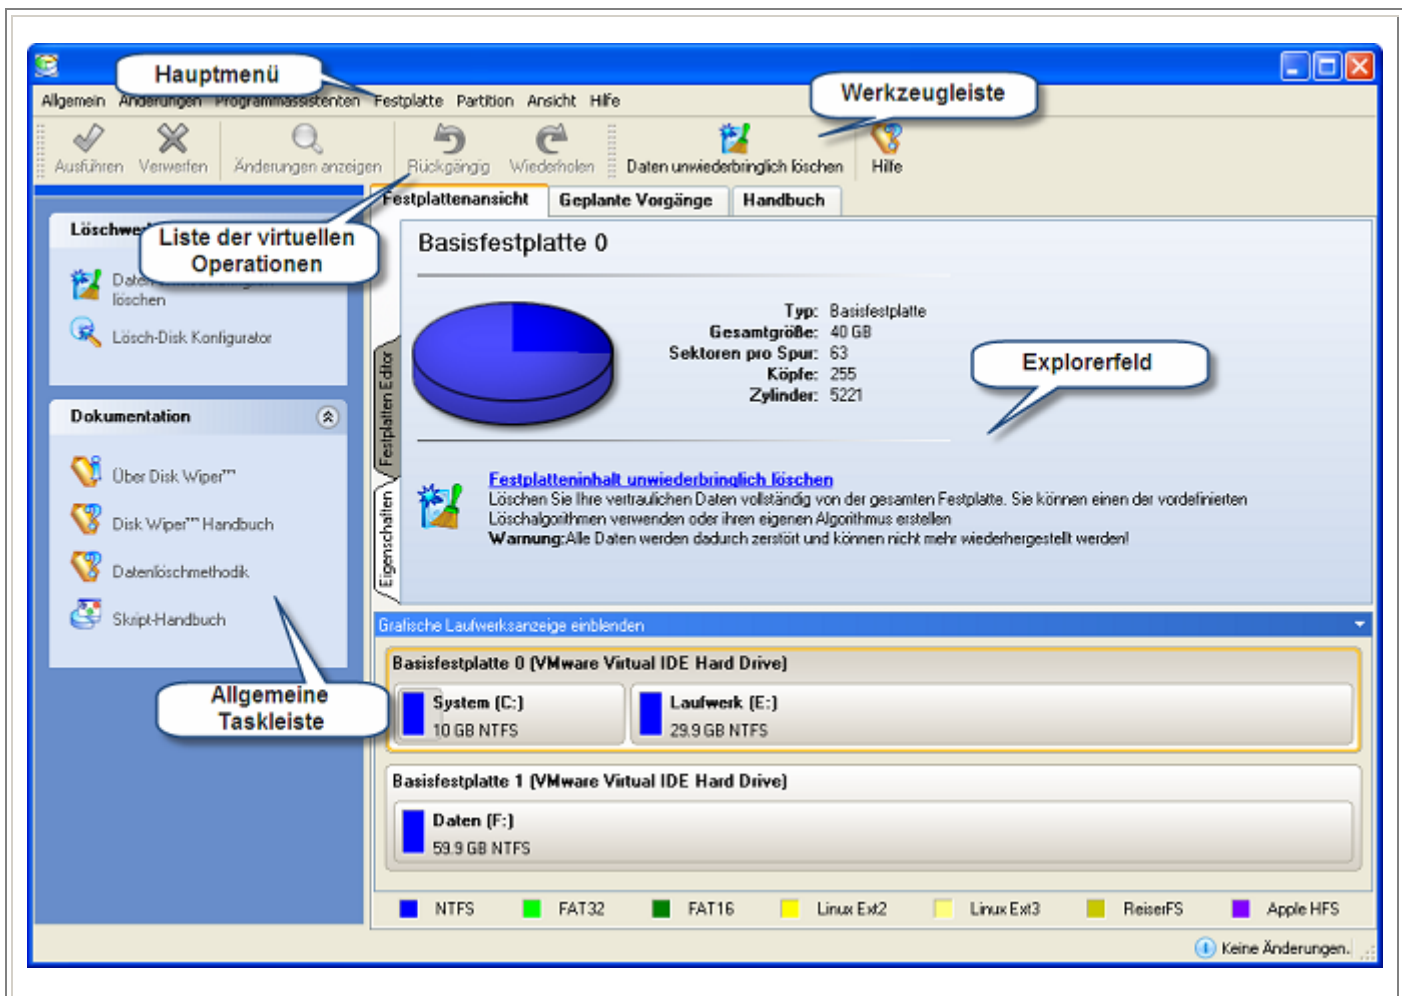 Hauptmenü
Werkzeugleiste
Allgemein Änderungen Programmassistenten Festplatte Partition Ansicht Hilfe
Ausführen Verwerfen Änderungen anzeigen Rückgängig Wiederholen Daten unwiederbringlich löschen Hilfe
Festplattenansicht Geplante Vorgänge Handbuch
Liste der virtuellen
Operationen
löschen
Lösch-Disk Konfigurator
Dokumentation
Über Disk Wiper™
Disk Wiper™ Handbuch
Datenlöschmethodik
Skript-Handbuch
Allgemeine
Taskleiste
Festplatten Editor
Eigenschaften
Basisfestplatte 0
Typ: Basisfestplatte
Gesamtgröße: 40 GB
Sektoren pro Spur: 63
Köpfe: 255
Zylinder: 5221
Explorerfeld
Festplatteninhalt unwiederbringlich löschen
Löschen Sie Ihre vertraulichen Daten vollständig von der gesamten Festplatte. Sie können einen der vordefinierten
Löschalgorithmen verwenden oder ihren eigenen Algorithmus erstellen
Warnung:Alle Daten werden dadurch zerstört und können nicht mehr wiederhergestellt werden!
Grafische Laufwerksanzeige einblenden
Basisfestplatte 0 (VMware Virtual IDE Hard Drive)
System (C:)
10 GB NTFS
Laufwerk (E:)
29.9 GB NTFS
Basisfestplatte 1 (VMware Virtual IDE Hard Drive)
Daten (F:)
59.9 GB NTFS
NTFS FAT32 FAT16 Linux Ext2 Linux Ext3 ReiserFS Apple HFS
Keine Änderungen.